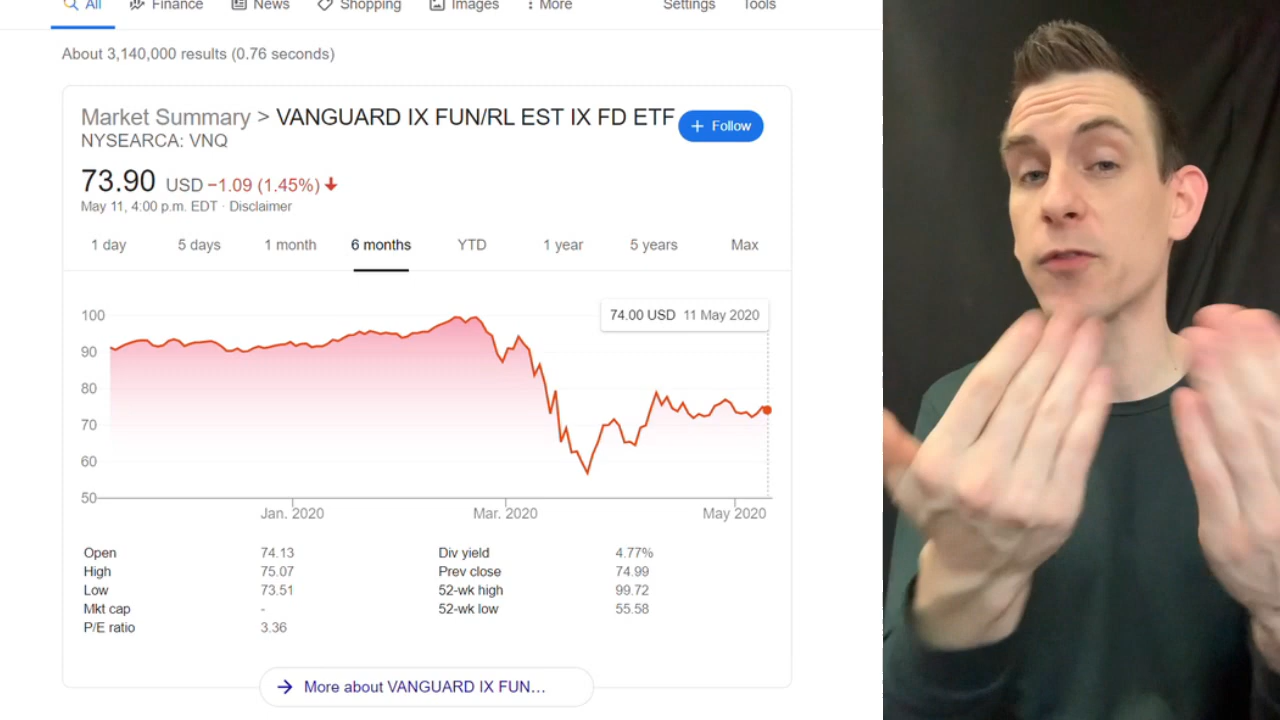 All Finance News Shopping Images More Settings Tools
About 3,140,000 results (0.76 seconds)
Market Summary > VANGUARD IX FUN/RL EST IX FD ETF
+ Follow
NYSEARCA: VNQ
73.90 USD −1.09 (1.45%)
May 11, 4:00 p.m. EDT · Disclaimer
1 day 5 days 1 month 6 months YTD 1 year 5 years Max
74.00 USD 11 May 2020
100
90
80
70
60
50
Jan. 2020 Mar. 2020 May 2020
Open 74.13 Div yield 4.77%
High 75.07 Prev close 74.99
Low 73.51 52-wk high 99.72
Mkt cap - 52-wk low 55.58
P/E ratio 3.36
More about VANGUARD IX FUN...